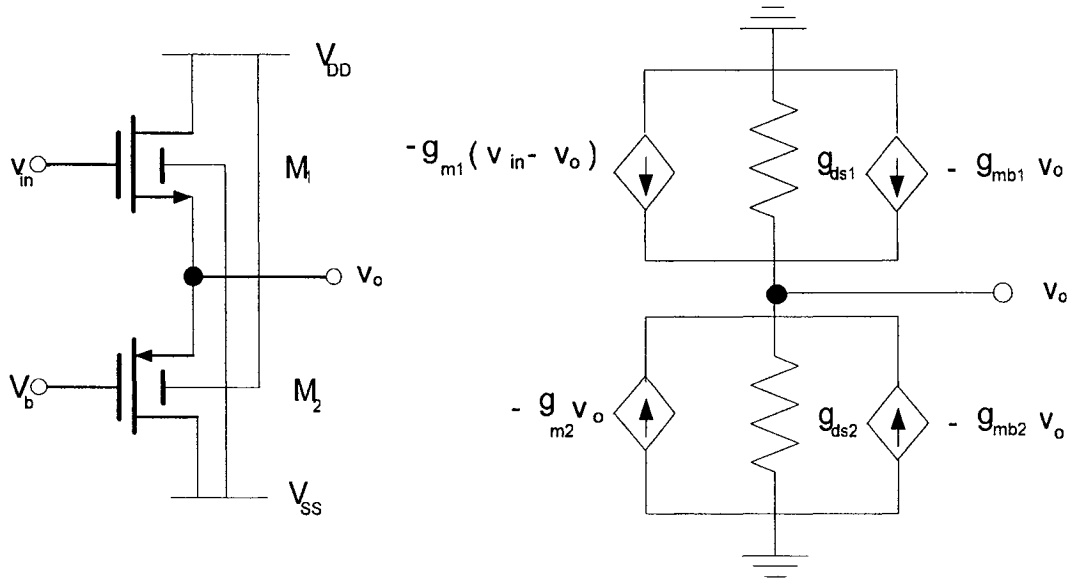 V_DD
v_in
M_1
v_o
V_b
M_2
V_SS
- g_m1 ( v_in - v_o )
g_ds1
- g_mb1 v_o
v_o
- g_m2 v_o
g_ds2
- g_mb2 v_o